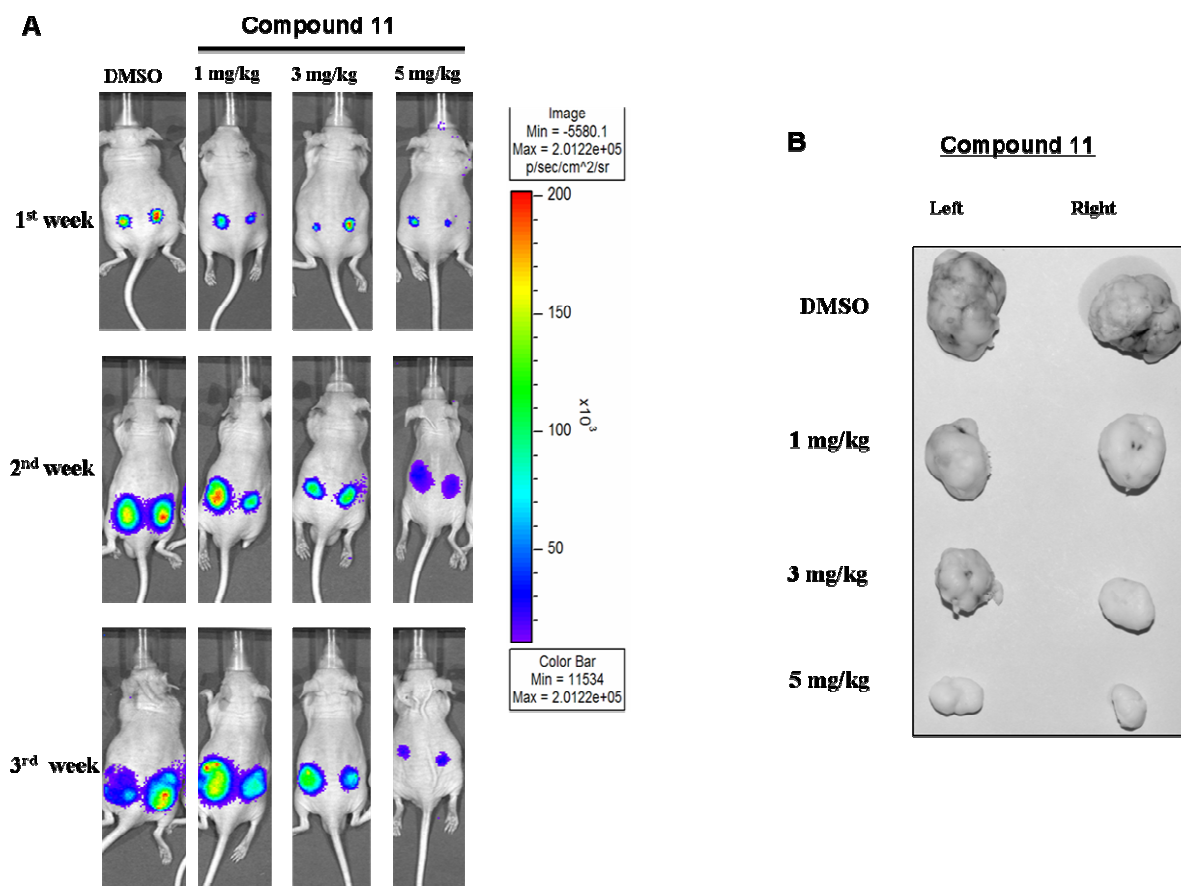 A
Compound 11
DMSO
1 mg/kg
3 mg/kg
5 mg/kg
1st week
2nd week
3rd week
Image
Min = -5580.1
Max = 2.0122e+05
p/sec/cm^2/sr
200
150
100
50
x10³
Color Bar
Min = 11534
Max = 2.0122e+05
B
Compound 11
Left
Right
DMSO
1 mg/kg
3 mg/kg
5 mg/kg